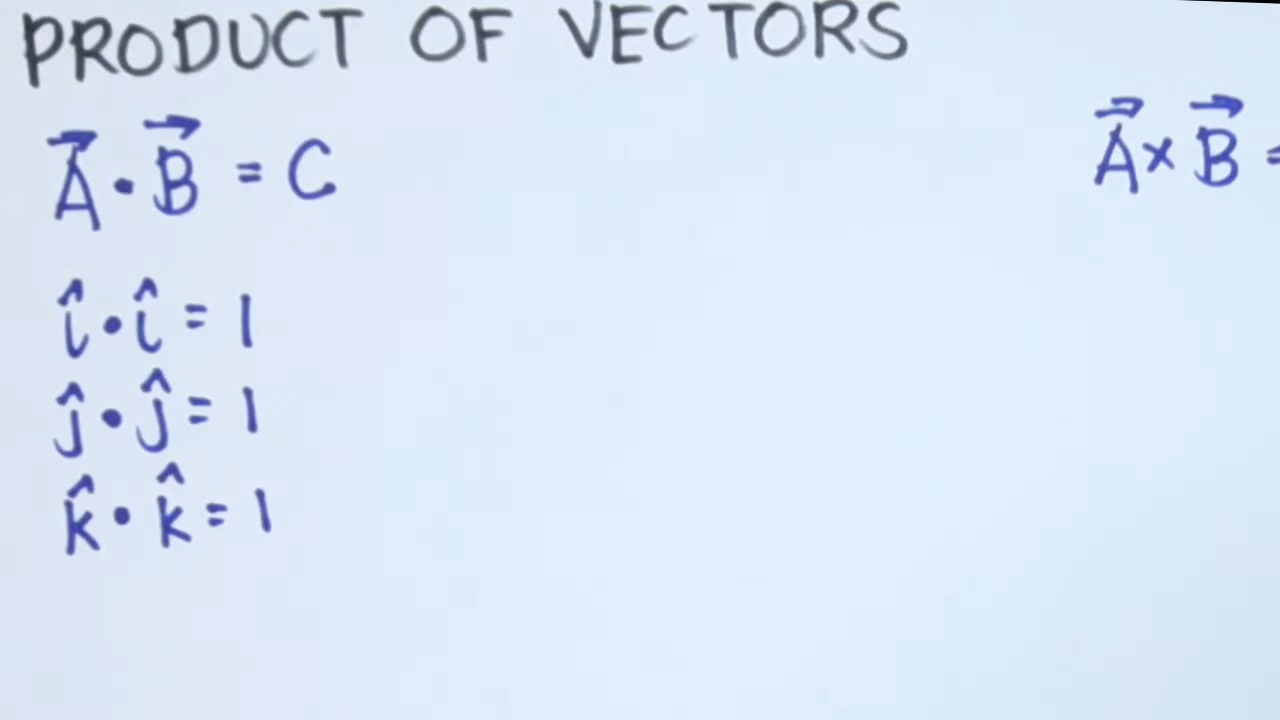 PRODUCT OF VECTORS
A⃗ · B⃗ = C
A⃗ × B⃗ =
î · î = 1
ĵ · ĵ = 1
k̂ · k̂ = 1